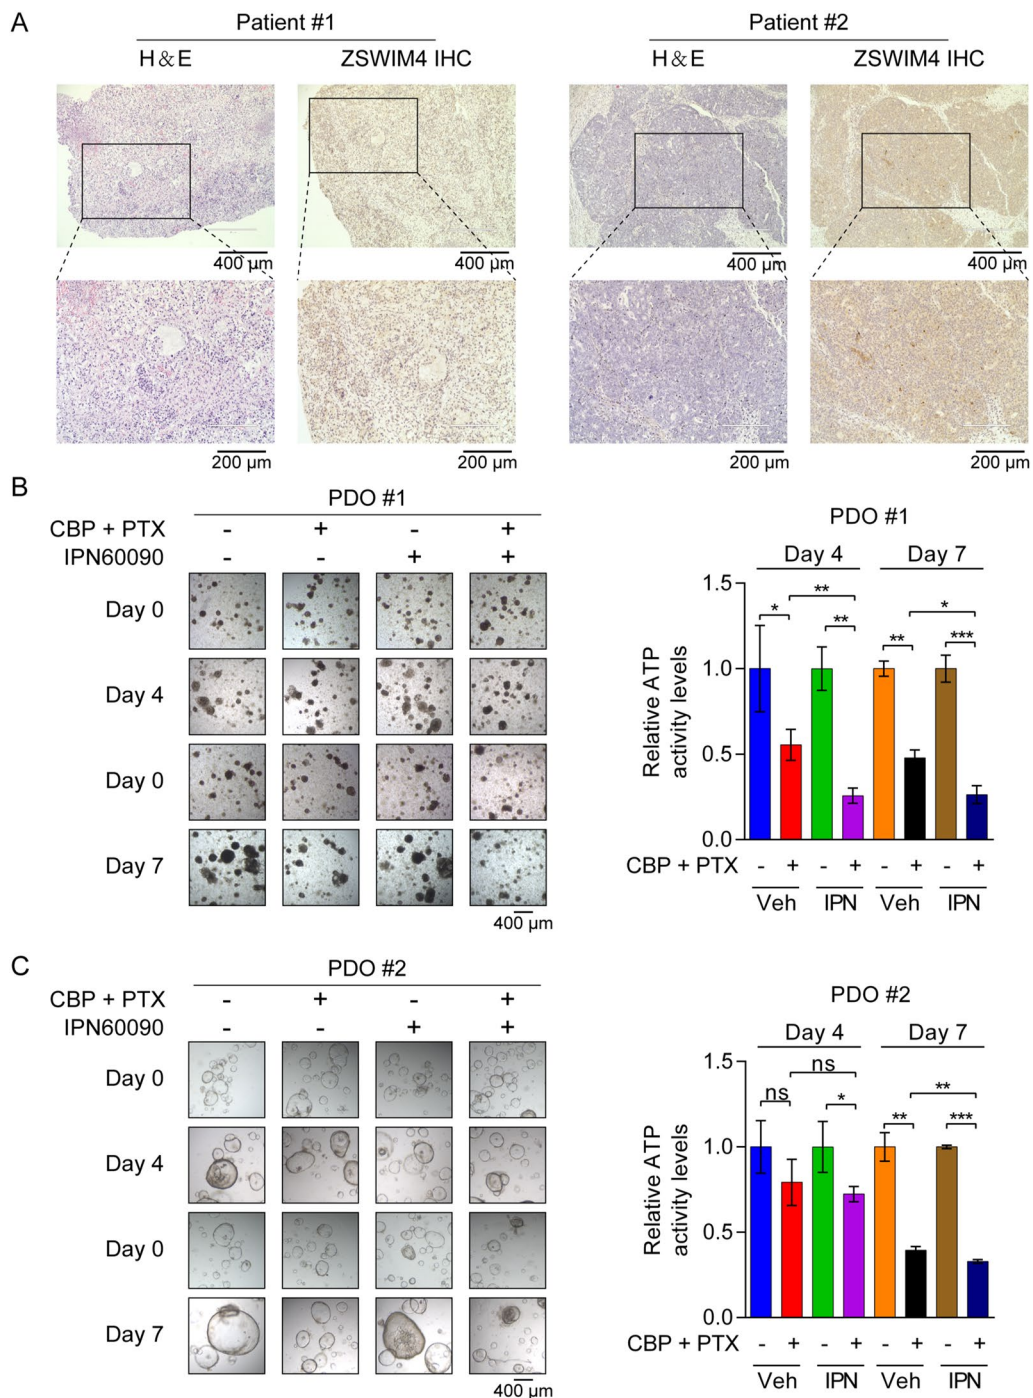 A
Patient #1
Patient #2
H&E
ZSWIM4 IHC
H&E
ZSWIM4 IHC
400 µm
400 µm
400 µm
400 µm
200 µm
200 µm
200 µm
200 µm
B
PDO #1
CBP + PTX
- + - +
IPN60090
- - + +
Day 0
Day 4
Day 0
Day 7
400 µm
PDO #1
Day 4
Day 7
* ** ** ** * ***
Relative ATP
activity levels
1.5
1.0
0.5
0.0
CBP + PTX
- + - + - + - +
Veh IPN Veh IPN
C
PDO #2
CBP + PTX
- + - +
IPN60090
- - + +
Day 0
Day 4
Day 0
Day 7
400 µm
PDO #2
Day 4
Day 7
ns ns * ** ** ***
Relative ATP
activity levels
1.5
1.0
0.5
0.0
CBP + PTX
- + - + - + - +
Veh IPN Veh IPN